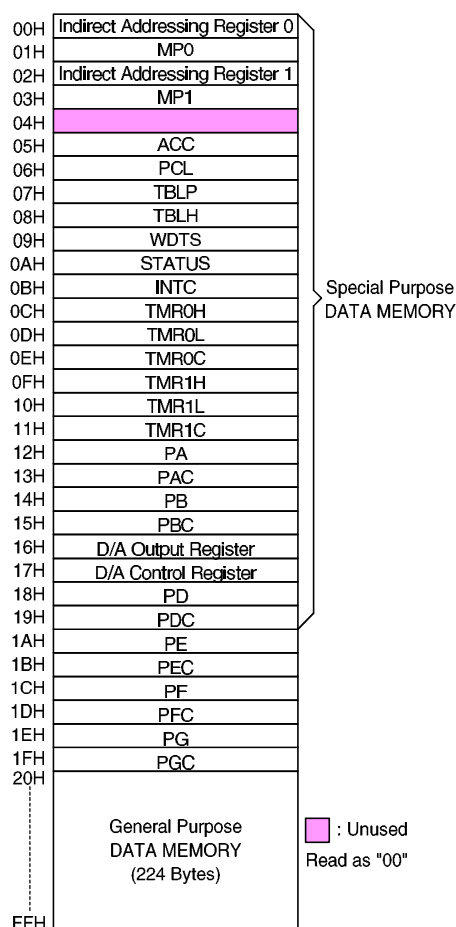 00H Indirect Addressing Register 0
01H MP0
02H Indirect Addressing Register 1
03H MP1
04H
05H ACC
06H PCL
07H TBLP
08H TBLH
09H WDTS
0AH STATUS
0BH INTC
0CH TMR0H
0DH TMR0L
0EH TMR0C
0FH TMR1H
10H TMR1L
11H TMR1C
12H PA
13H PAC
14H PB
15H PBC
16H D/A Output Register
17H D/A Control Register
18H PD
19H PDC
1AH PE
1BH PEC
1CH PF
1DH PFC
1EH PG
1FH PGC
20H
General Purpose
DATA MEMORY
(224 Bytes)
FFH
Special Purpose
DATA MEMORY
: Unused
Read as "00"